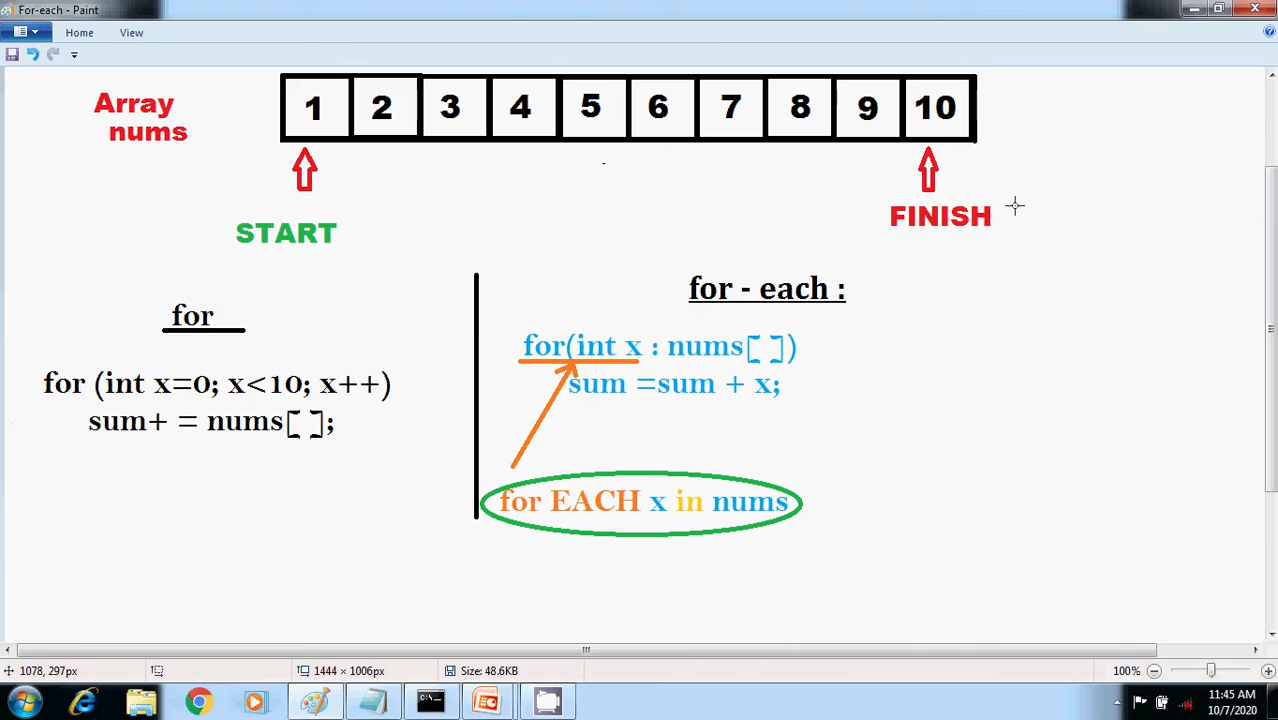 For-each - Paint
Home View
Array
nums
1 2 3 4 5 6 7 8 9 10
START
FINISH
for
for (int x=0; x<10; x++)
sum+ = nums[ ];
for - each :
for(int x : nums[ ])
sum =sum + x;
for EACH x in nums
1078, 297px
1444 × 1006px
Size: 48.6KB
100%
11:45 AM
10/7/2020